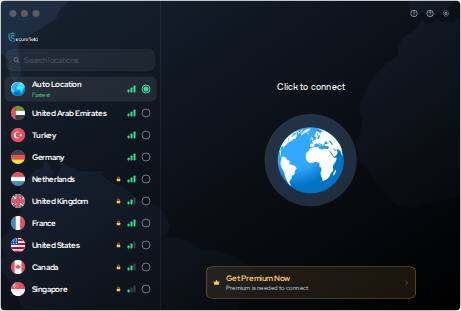 Securifield
Search locations
Auto Location
Fastest
United Arab Emirates
Turkey
Germany
Netherlands
United Kingdom
France
United States
Canada
Singapore
Click to connect
Get Premium Now
Premium is needed to connect